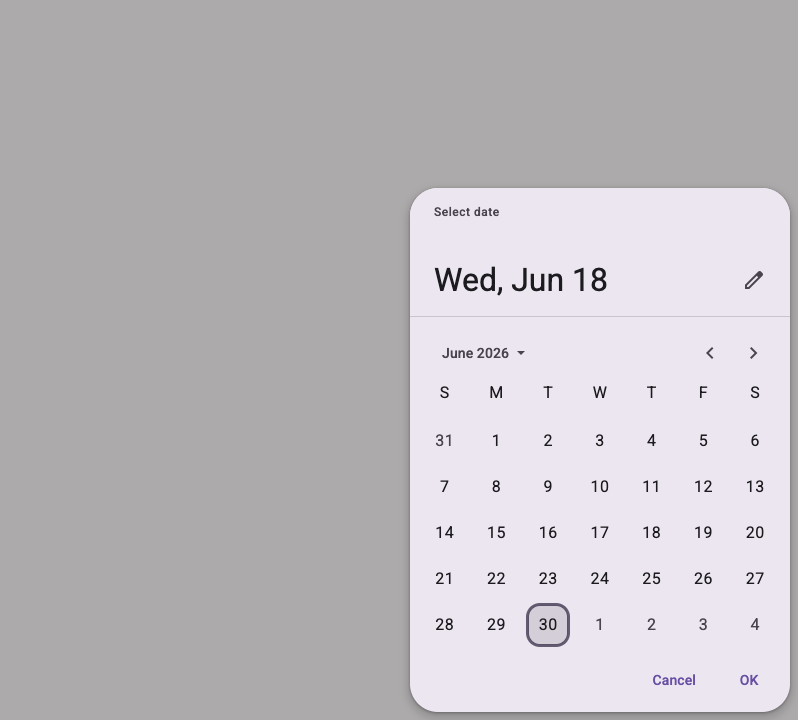 Select date
Wed, Jun 18
June 2026
S M T W T F S
31 1 2 3 4 5 6
7 8 9 10 11 12 13
14 15 16 17 18 19 20
21 22 23 24 25 26 27
28 29 30 1 2 3 4
Cancel OK